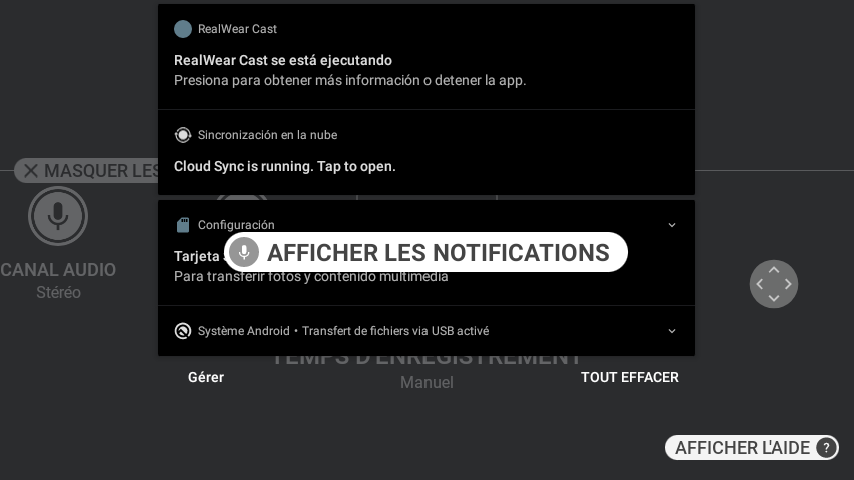 RealWear Cast
RealWear Cast se está ejecutando
Presiona para obtener más información o detener la app.
Sincronización en la nube
Cloud Sync is running. Tap to open.
MASQUER LES
Configuración
AFFICHER LES NOTIFICATIONS
Tarjeta
Para transferir fotos y contenido multimedia
CANAL AUDIO
Stéréo
Système Android • Transfert de fichiers via USB activé
TEMPS D'ENREGISTREMENT
Manuel
Gérer
TOUT EFFACER
AFFICHER L'AIDE ?